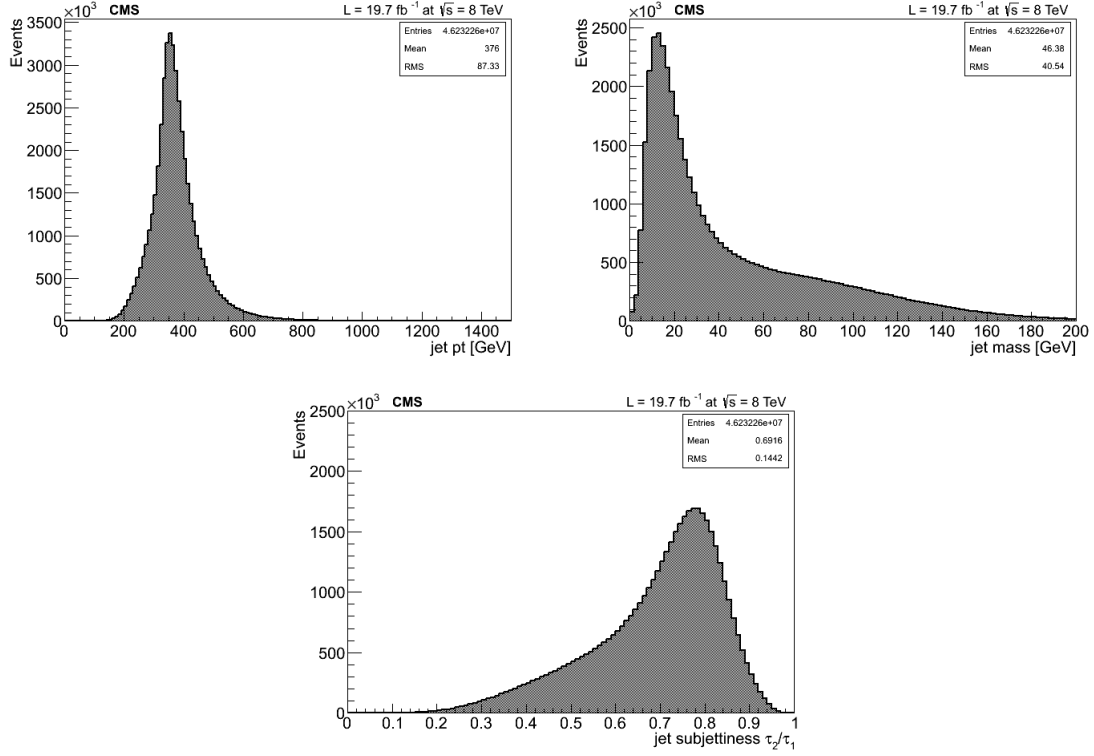 ×10³ CMS L = 19.7 fb⁻¹ at √s = 8 TeV
Events
Entries 4.623226e+07
Mean 376
RMS 87.33
3500
3000
2500
2000
1500
1000
500
0
0 200 400 600 800 1000 1200 1400
jet pt [GeV]
×10³ CMS L = 19.7 fb⁻¹ at √s = 8 TeV
Events
Entries 4.623226e+07
Mean 46.38
RMS 40.54
2500
2000
1500
1000
500
0
0 20 40 60 80 100 120 140 160 180 200
jet mass [GeV]
×10³ CMS L = 19.7 fb⁻¹ at √s = 8 TeV
Events
Entries 4.623226e+07
Mean 0.6916
RMS 0.1442
2500
2000
1500
1000
500
0
0 0.1 0.2 0.3 0.4 0.5 0.6 0.7 0.8 0.9 1
jet subjettiness τ₂/τ₁